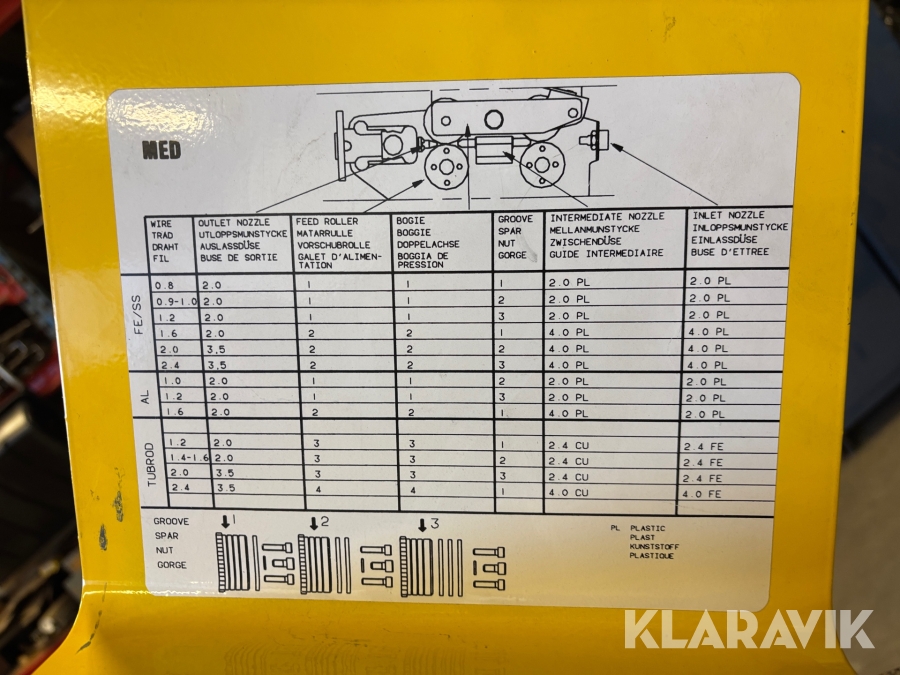 MED
WIRE OUTLET NOZZLE FEED ROLLER BOGIE GROOVE INTERMEDIATE NOZZLE INLET NOZZLE
TRAD UTLOPPSMUNSTYCKE MATARRULLE BOGGIE SPAR MELLANMUNSTYCKE INLOPPSMUNSTYCKE
DRAHT AUSLASSDÜSE VORSCHUBROLLE DOPPELACHSE NUT ZWISCHENDÜSE EINLASSDÜSE
FIL BUSE DE SORTIE GALET D'ALIMEN- BOGGIA DE GORGE GUIDE INTERMEDIAIRE BUSE D'ETTREE
TATION PRESSION
FE/SS
0.8 2.0 1 1 1 2.0 PL 2.0 PL
0.9-1.0 2.0 1 1 2 2.0 PL 2.0 PL
1.2 2.0 1 1 3 2.0 PL 2.0 PL
1.6 2.0 2 2 1 4.0 PL 4.0 PL
2.0 3.5 2 2 2 4.0 PL 4.0 PL
2.4 3.5 2 2 3 4.0 PL 4.0 PL
AL
1.0 2.0 1 1 2 2.0 PL 2.0 PL
1.2 2.0 1 1 3 2.0 PL 2.0 PL
1.6 2.0 2 2 1 4.0 PL 2.0 PL
TUBROD
1.2 2.0 3 3 1 2.4 CU 2.4 FE
1.4-1.6 2.0 3 3 2 2.4 CU 2.4 FE
2.0 3.5 3 3 3 2.4 CU 2.4 FE
2.4 3.5 4 4 1 4.0 CU 4.0 FE
GROOVE 1 2 3
SPAR
NUT
GORGE
PL PLASTIC
PLAST
KUNSTSTOFF
PLASTIQUE
KLARAVIK